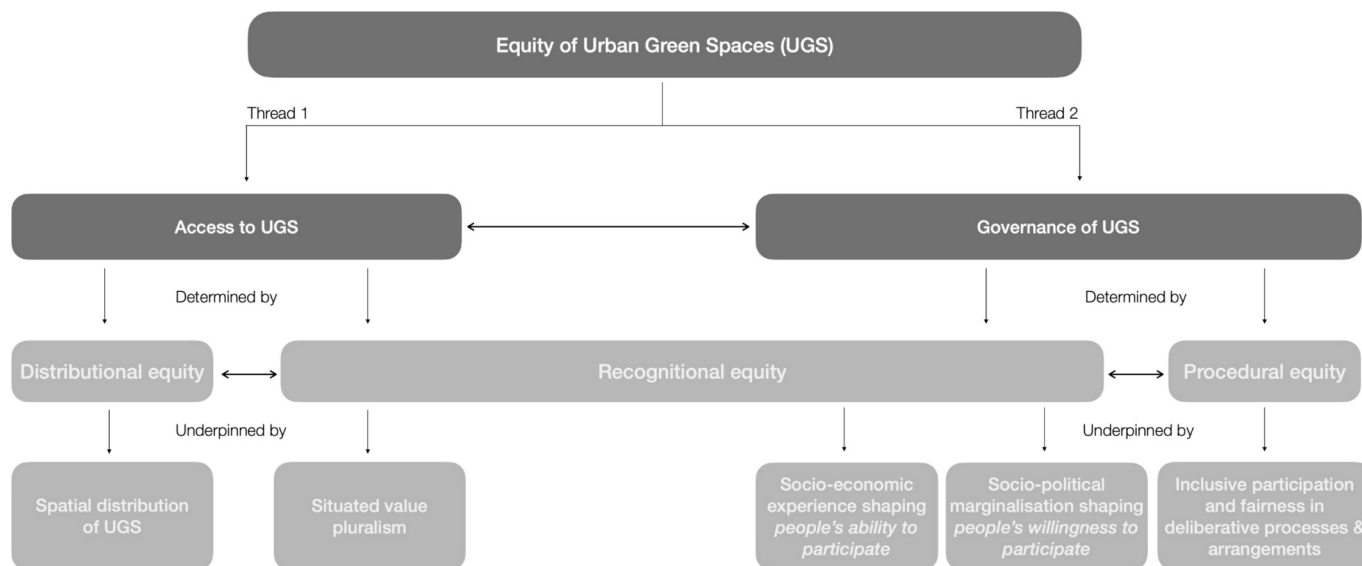 Equity of Urban Green Spaces (UGS)
Thread 1
Thread 2
Access to UGS
Governance of UGS
Determined by
Determined by
Distributional equity
Recognitional equity
Procedural equity
Underpinned by
Underpinned by
Spatial distribution
of UGS
Situated value
pluralism
Socio-economic
experience shaping
people's ability to
participate
Socio-political
marginalisation shaping
people's willingness to
participate
Inclusive participation
and fairness in
deliberative processes &
arrangements